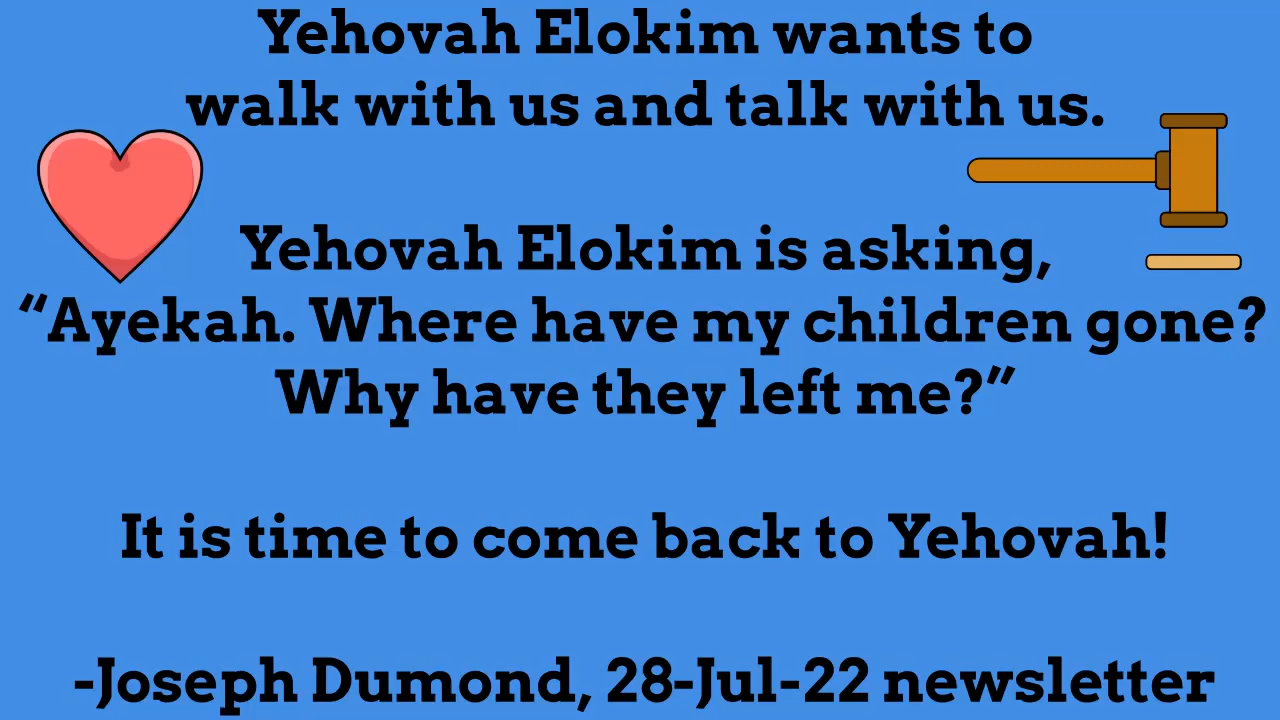 Yehovah Elokim wants to
walk with us and talk with us.
Yehovah Elokim is asking,
“Ayekah. Where have my children gone?
Why have they left me?”
It is time to come back to Yehovah!
-Joseph Dumond, 28-Jul-22 newsletter